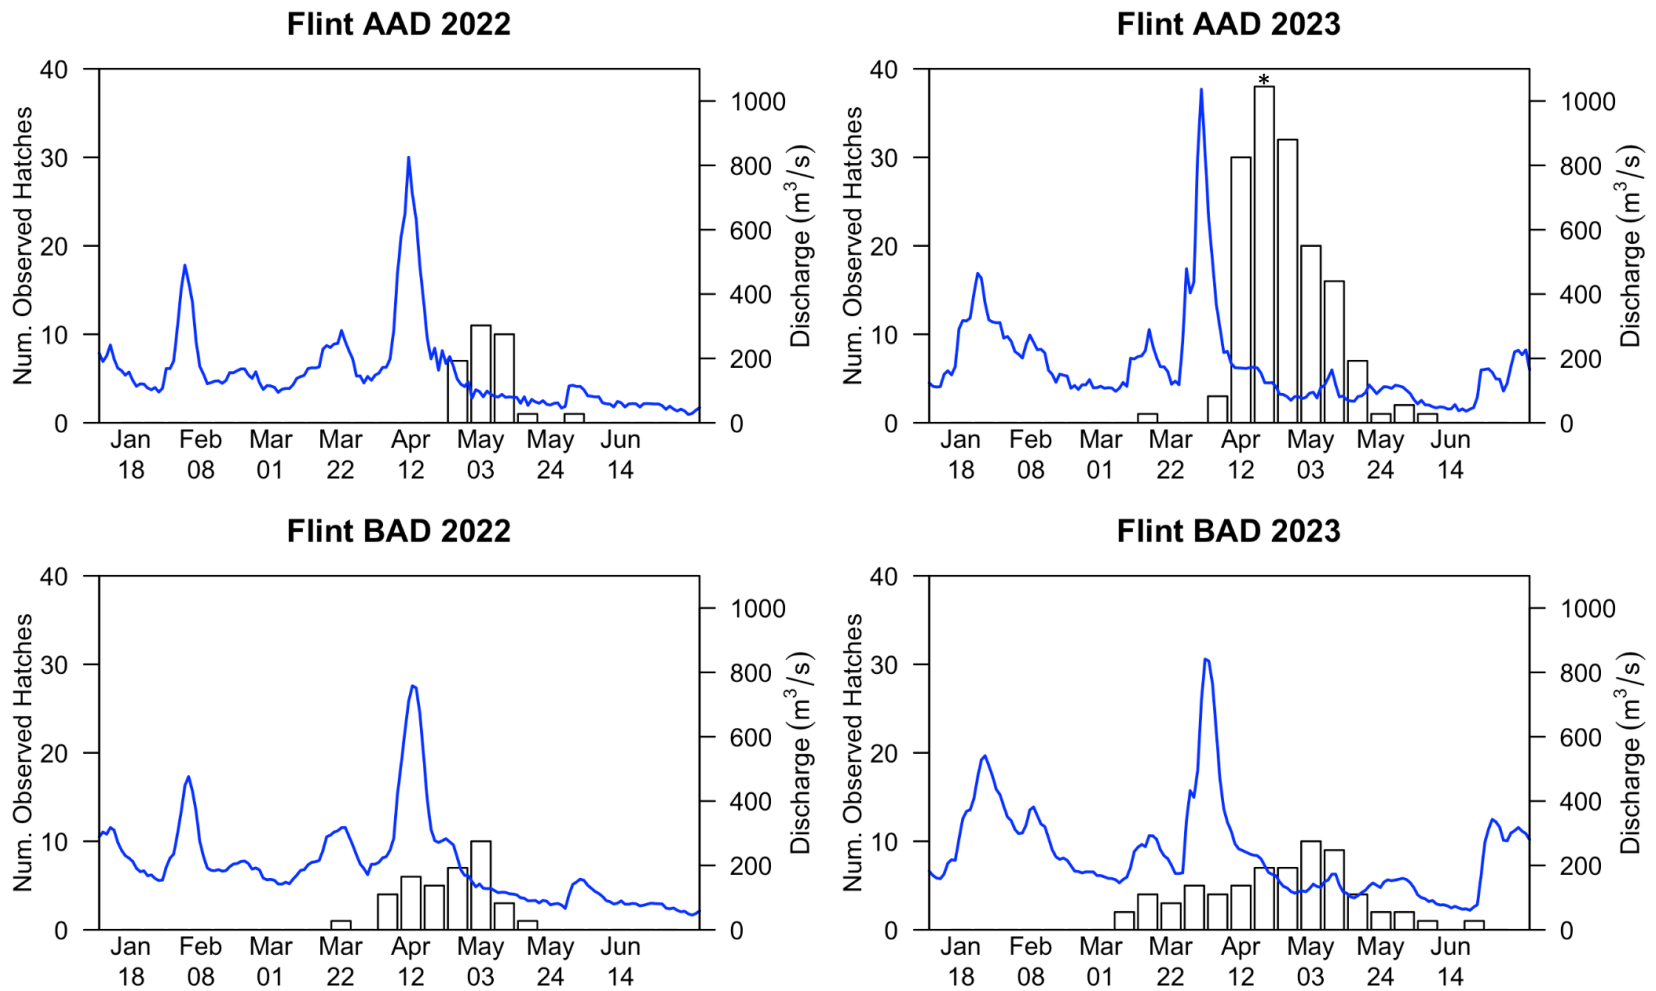 Flint AAD 2022
Num. Observed Hatches
40
30
20
10
0
Discharge (m³/s)
1000
800
600
400
200
0
Jan Feb Mar Mar Apr May May Jun
18 08 01 22 12 03 24 14
Flint AAD 2023
Num. Observed Hatches
40
30
20
10
0
*
Discharge (m³/s)
1000
800
600
400
200
0
Jan Feb Mar Mar Apr May May Jun
18 08 01 22 12 03 24 14
Flint BAD 2022
Num. Observed Hatches
40
30
20
10
0
Discharge (m³/s)
1000
800
600
400
200
0
Jan Feb Mar Mar Apr May May Jun
18 08 01 22 12 03 24 14
Flint BAD 2023
Num. Observed Hatches
40
30
20
10
0
Discharge (m³/s)
1000
800
600
400
200
0
Jan Feb Mar Mar Apr May May Jun
18 08 01 22 12 03 24 14